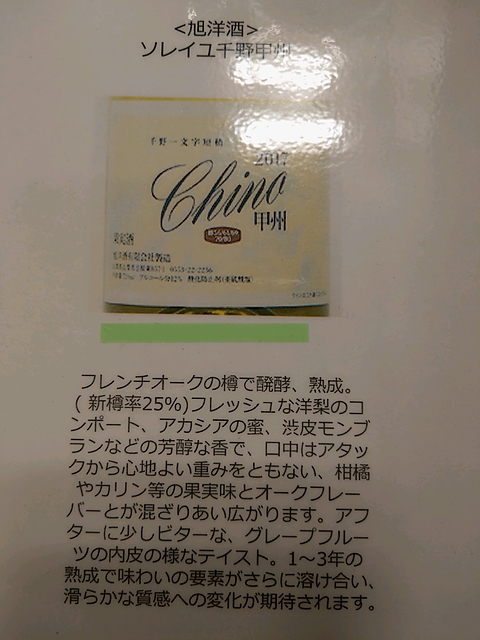 <旭洋酒>
ソレイユ千野甲州
千野一文字短梢
2017
Chino
甲州
果実酒
フレンチオークの樽で醗酵、熟成。
(新樽率25%)フレッシュな洋梨のコ
ンポート、アカシアの蜜、渋皮モンブ
ランなどの芳醇な香で、口中はアタッ
クから心地よい重みをともない、柑橘
やカリン等の果実味とオークフレー
バーとが混ざりあい広がります。アフ
ターに少しビターな、グレープフルー
ツの内皮の様なテイスト。1～3年の
熟成で味わいの要素がさらに溶け合い、
滑らかな質感への変化が期待されます。